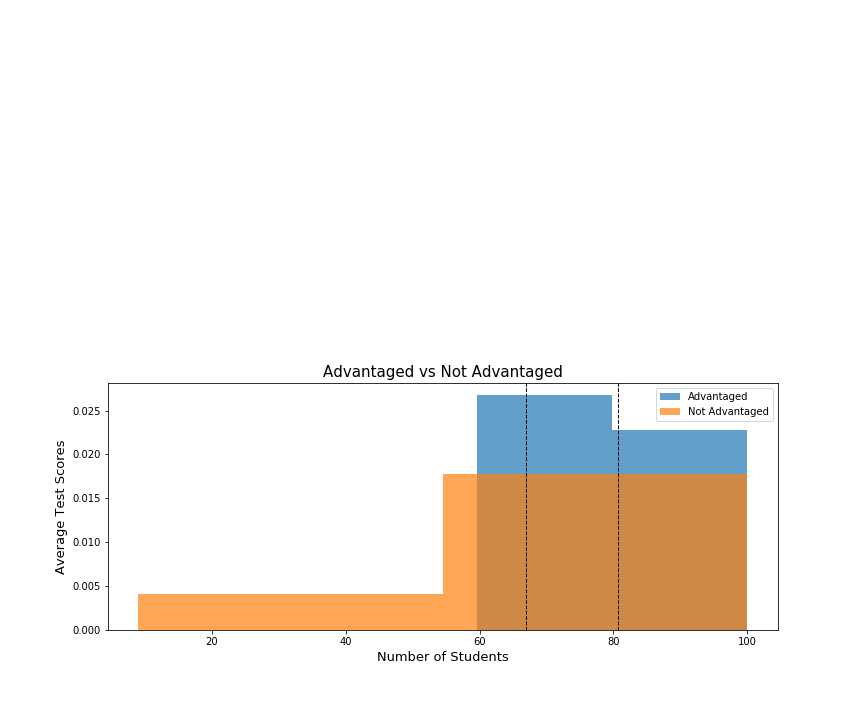 Advantaged vs Not Advantaged
Advantaged
Not Advantaged
0.025
0.020
0.015
0.010
0.005
0.000
Average Test Scores
20 40 60 80 100
Number of Students